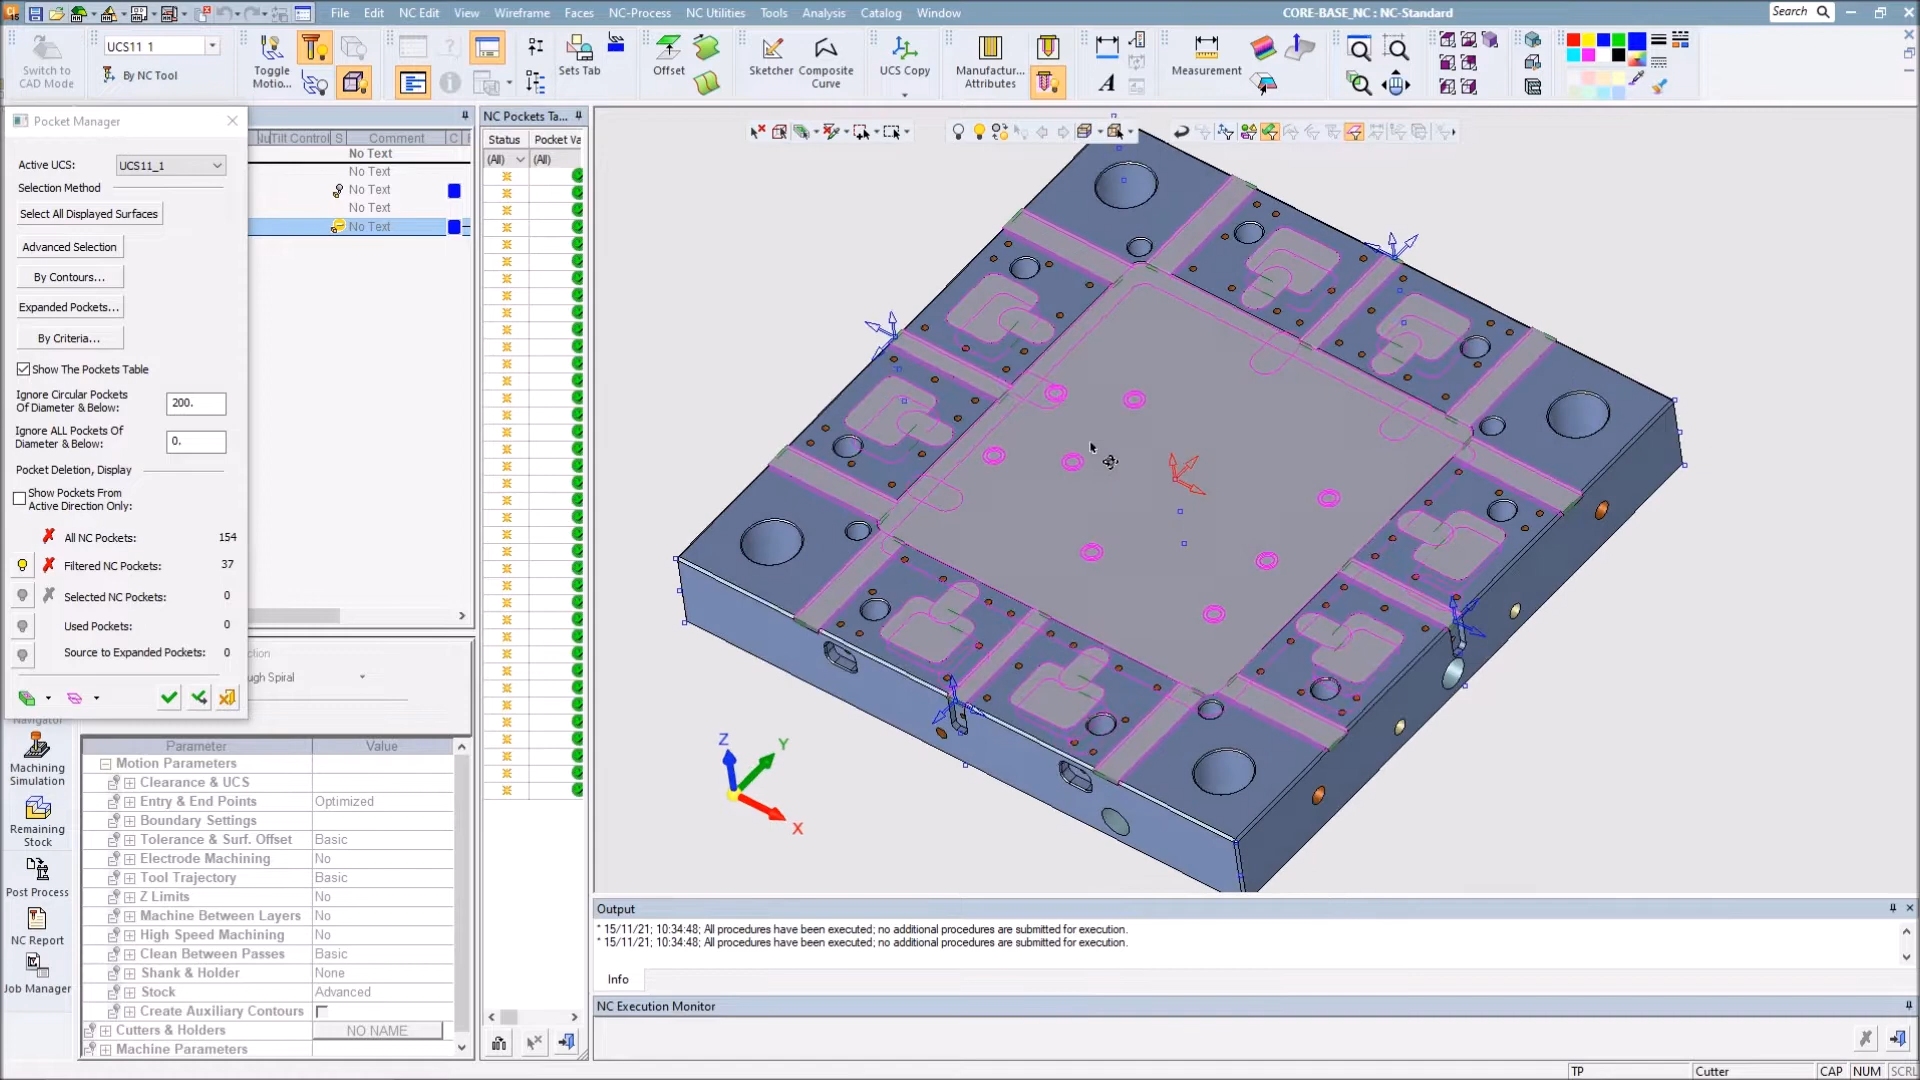 File Edit NC Edit View Wireframe Faces NC-Process NC Utilities Tools Analysis Catalog Window
CORE-BASE_NC : NC-Standard
Search
Switch to
CAD Mode
UCS11 1
By NC Tool
Toggle
Motio...
Sets Tab
Offset
Sketcher
Composite
Curve
UCS Copy
Manufactur...
Attributes
A
Measurement
Pocket Manager
Active UCS:
UCS11_1
Selection Method
Select All Displayed Surfaces
Advanced Selection
By Contours...
Expanded Pockets...
By Criteria...
Show The Pockets Table
Ignore Circular Pockets
Of Diameter & Below:
200.
Ignore ALL Pockets Of
Diameter & Below:
0.
Pocket Deletion, Display
Show Pockets From
Active Direction Only:
All NC Pockets: 154
Filtered NC Pockets: 37
Selected NC Pockets: 0
Used Pockets: 0
Source to Expanded Pockets: 0
Tilt Control S Comment C
No Text
No Text
No Text
No Text
No Text
NC Pockets Ta...
Status Pocket Va
(All) (All)
ugh Spiral
Navigator
Machining
Simulation
Remaining
Stock
Post Process
NC Report
Job Manager
Parameter Value
Motion Parameters
Clearance & UCS
Entry & End Points Optimized
Boundary Settings
Tolerance & Surf. Offset Basic
Electrode Machining No
Tool Trajectory Basic
Z Limits No
Machine Between Layers No
High Speed Machining No
Clean Between Passes Basic
Shank & Holder None
Stock Advanced
Create Auxiliary Contours
Cutters & Holders NO NAME
Machine Parameters
Z
Y
X
Output
* 15/11/21; 10:34:48; All procedures have been executed; no additional procedures are submitted for execution.
* 15/11/21; 10:34:48; All procedures have been executed; no additional procedures are submitted for execution.
Info
NC Execution Monitor
TP Cutter CAP NUM SCRL